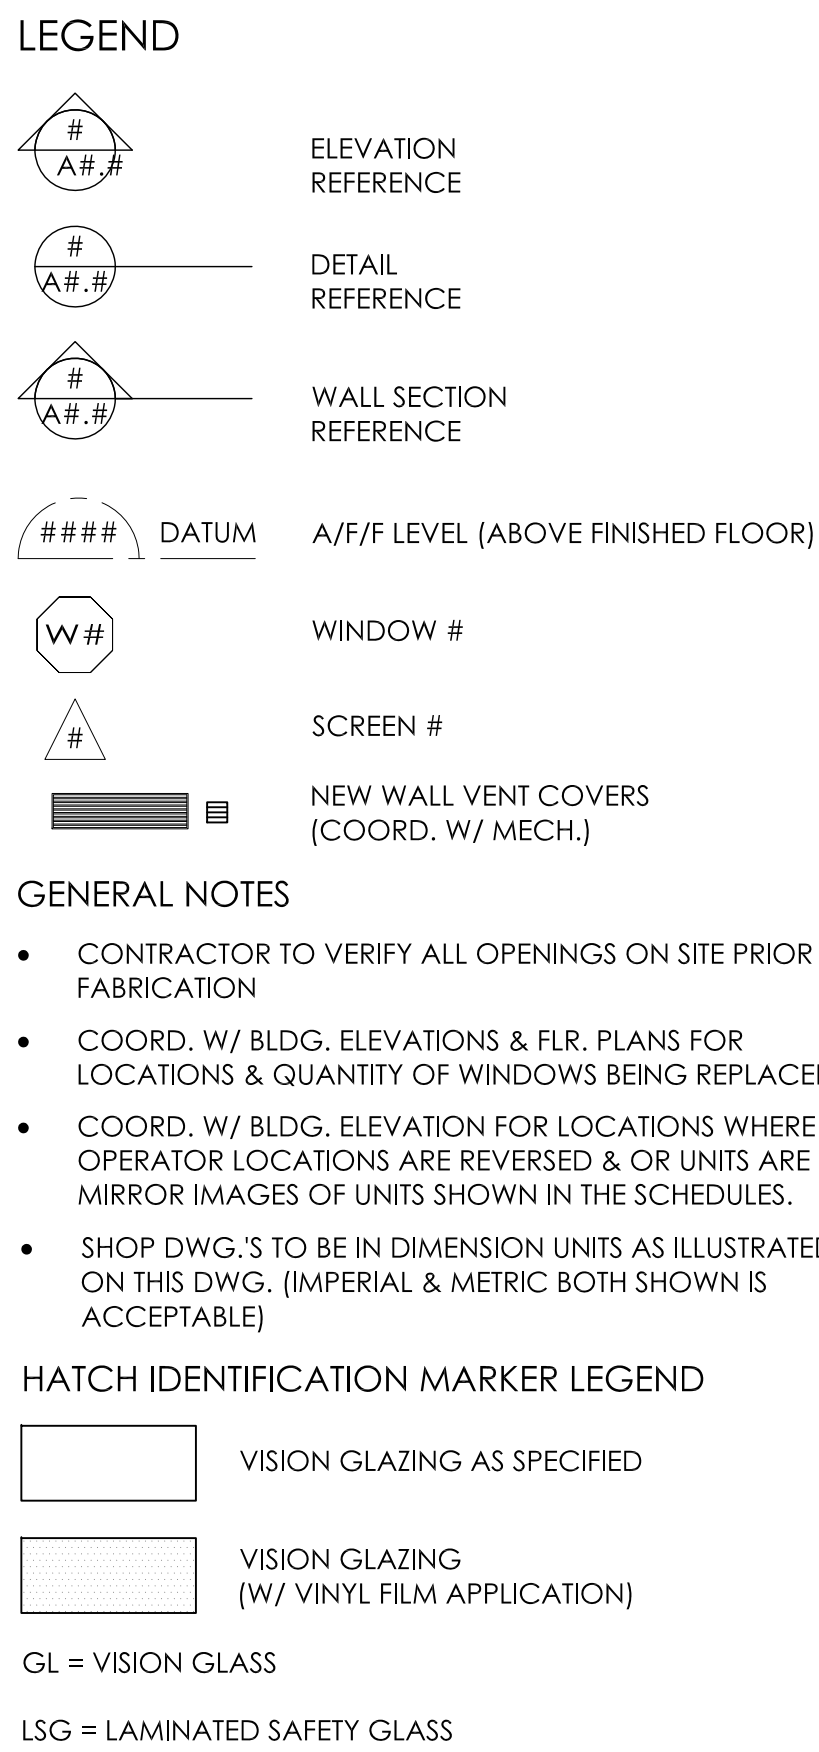 LEGEND
#
A#.#
ELEVATION
REFERENCE
#
A#.#
DETAIL
REFERENCE
#
A#.#
WALL SECTION
REFERENCE
#### DATUM A/F/F LEVEL (ABOVE FINISHED FLOOR)
W# WINDOW #
# SCREEN #
NEW WALL VENT COVERS
(COORD. W/ MECH.)
GENERAL NOTES
• CONTRACTOR TO VERIFY ALL OPENINGS ON SITE PRIOR
FABRICATION
• COORD. W/ BLDG. ELEVATIONS & FLR. PLANS FOR
LOCATIONS & QUANTITY OF WINDOWS BEING REPLACE
• COORD. W/ BLDG. ELEVATION FOR LOCATIONS WHERE
OPERATOR LOCATIONS ARE REVERSED & OR UNITS ARE
MIRROR IMAGES OF UNITS SHOWN IN THE SCHEDULES.
• SHOP DWG.'S TO BE IN DIMENSION UNITS AS ILLUSTRATED
ON THIS DWG. (IMPERIAL & METRIC BOTH SHOWN IS
ACCEPTABLE)
HATCH IDENTIFICATION MARKER LEGEND
VISION GLAZING AS SPECIFIED
VISION GLAZING
(W/ VINYL FILM APPLICATION)
GL = VISION GLASS
LSG = LAMINATED SAFETY GLASS